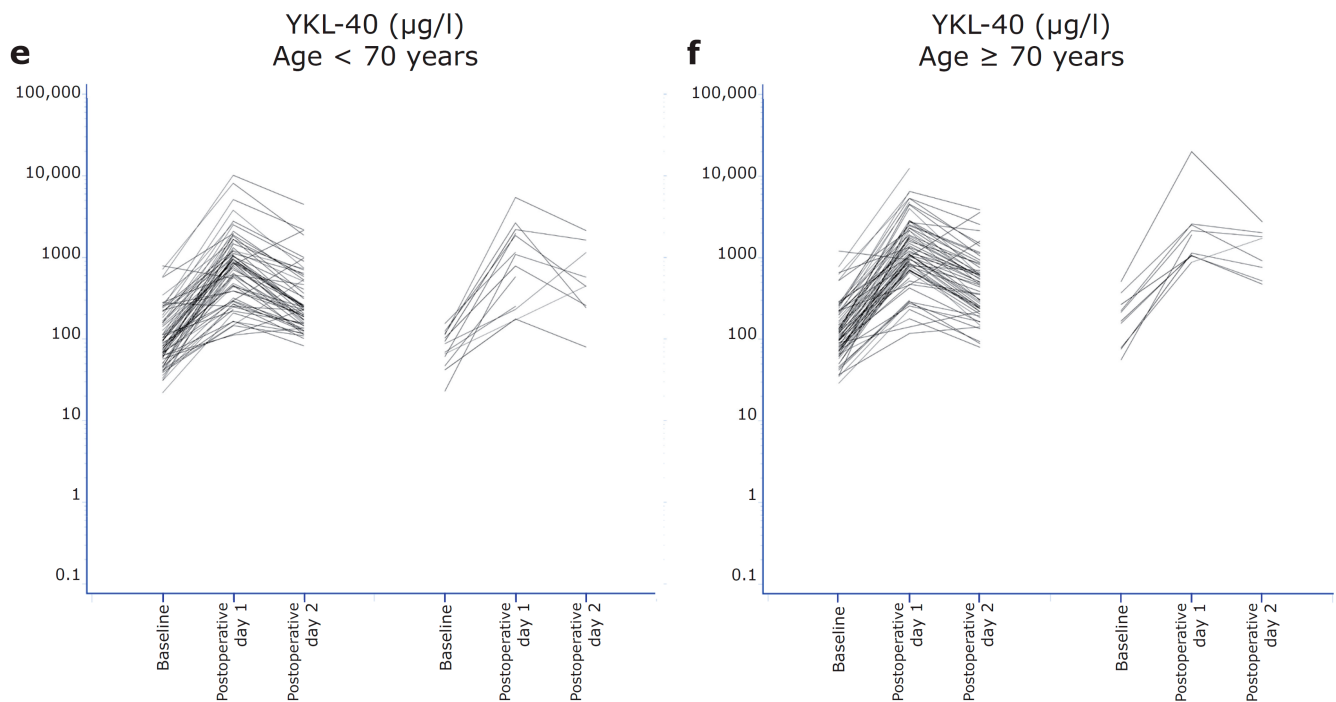 e
YKL-40 (µg/l)
Age < 70 years
100,000
10,000
1000
100
10
1
0.1
Baseline
Postoperative
day 1
Postoperative
day 2
Baseline
Postoperative
day 1
Postoperative
day 2
f
YKL-40 (µg/l)
Age ≥ 70 years
100,000
10,000
1000
100
10
1
0.1
Baseline
Postoperative
day 1
Postoperative
day 2
Baseline
Postoperative
day 1
Postoperative
day 2